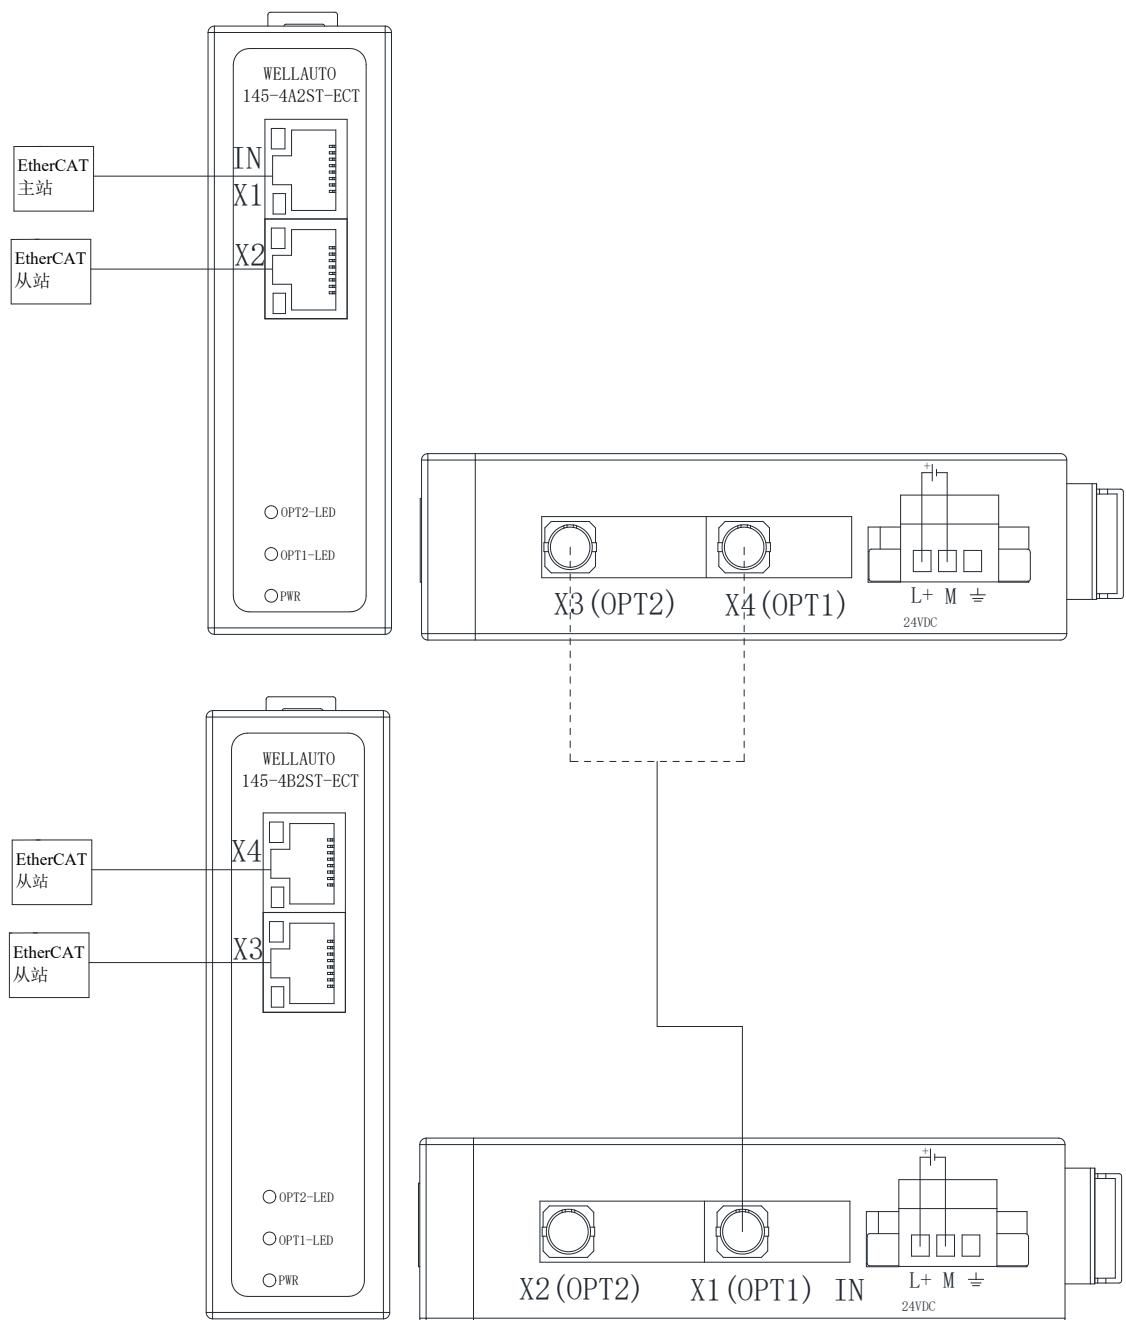 WELLAUTO
145-4A2ST-ECT
EtherCAT
主站
IN
X1
EtherCAT
从站
X2
OPT2-LED
OPT1-LED
PWR
+
X3(OPT2)
X4(OPT1)
L+ M
24VDC
WELLAUTO
145-4B2ST-ECT
EtherCAT
从站
X4
EtherCAT
从站
X3
OPT2-LED
OPT1-LED
PWR
+
X2(OPT2)
X1(OPT1) IN
L+ M
24VDC